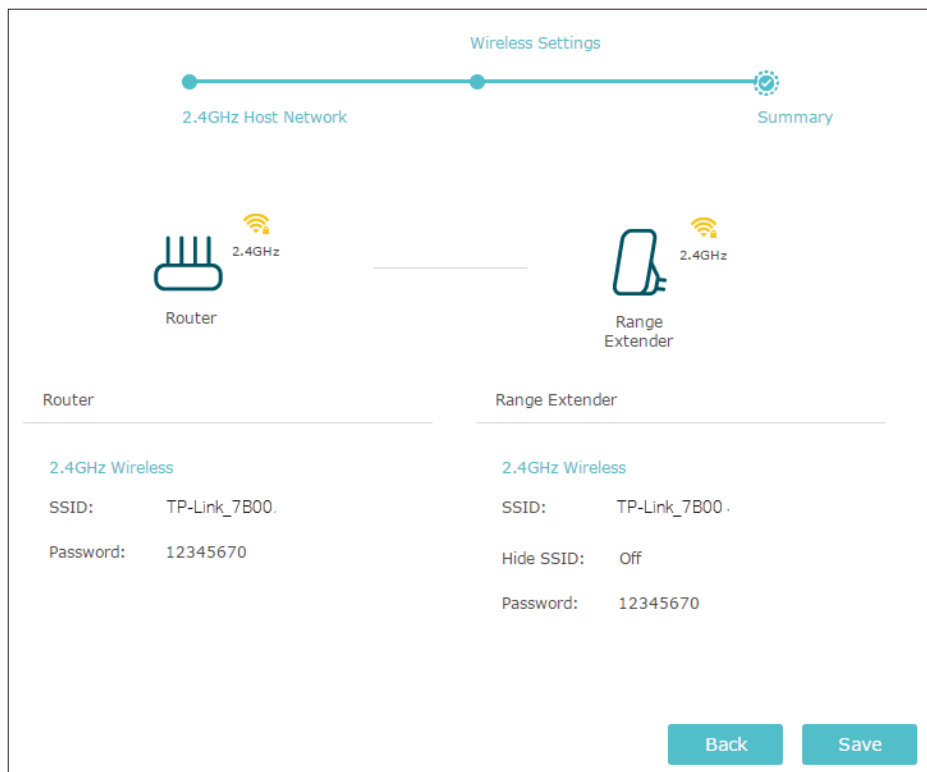 Wireless Settings
2.4GHz Host Network
Summary
2.4GHz
Router
2.4GHz
Range
Extender
Router
2.4GHz Wireless
SSID: TP-Link_7B00
Password: 12345670
Range Extender
2.4GHz Wireless
SSID: TP-Link_7B00
Hide SSID: Off
Password: 12345670
Back
Save